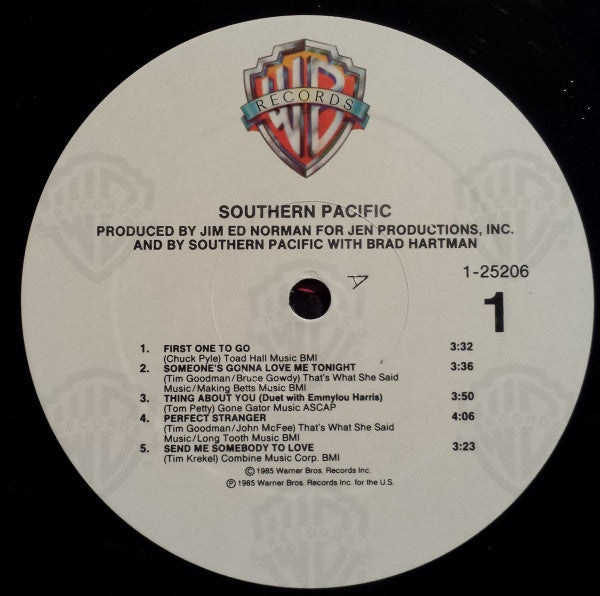 WB
RECORDS
SOUTHERN PACIFIC
PRODUCED BY JIM ED NORMAN FOR JEN PRODUCTIONS, INC.
AND BY SOUTHERN PACIFIC WITH BRAD HARTMAN
1-25206
A
1
1. FIRST ONE TO GO 3:32
(Chuck Pyle) Toad Hall Music BMI
2. SOMEONE'S GONNA LOVE ME TONIGHT 3:36
(Tim Goodman/Bruce Gowdy) That's What She Said
Music/Making Betts Music BMI
3. THING ABOUT YOU (Duet with Emmylou Harris) 3:50
(Tom Petty) Gone Gator Music ASCAP
4. PERFECT STRANGER 4:06
(Tim Goodman/John McFee) That's What She Said
Music/Long Tooth Music BMI
5. SEND ME SOMEBODY TO LOVE 3:23
(Tim Krekel) Combine Music Corp. BMI
©1985 Warner Bros. Records Inc.
℗1985 Warner Bros. Records Inc. for the U.S.